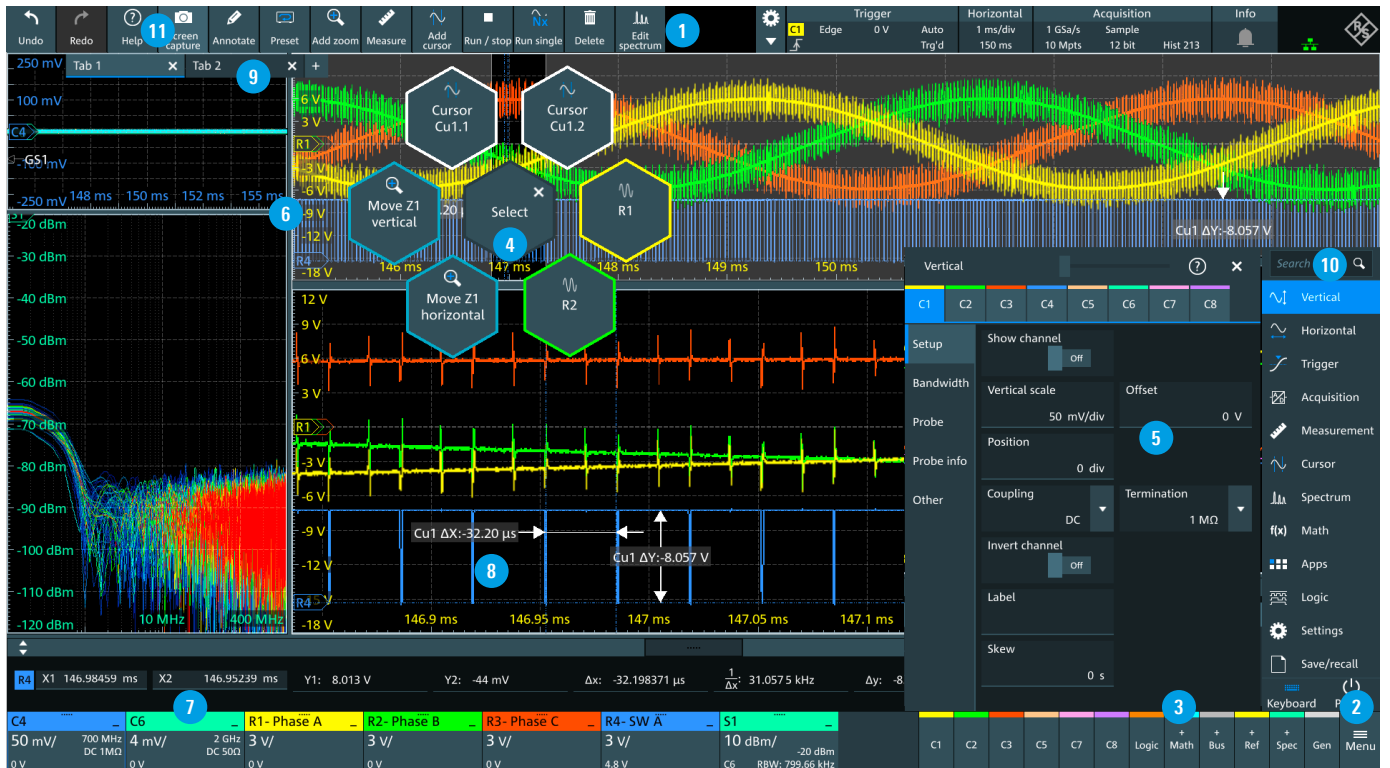 Undo
Redo
Help
11
Screen capture
Annotate
Preset
Add zoom
Measure
Add cursor
Run / stop
Nx
Run single
Delete
Edit spectrum
1
Trigger
C1 Edge 0 V Auto
Trg'd
Horizontal
1 ms/div
150 ms
Acquisition
1 GSa/s Sample
10 Mpts 12 bit Hist 213
Info
R&S
250 mV
Tab 1
Tab 2
9
+
100 mV
C4
GS1
-250 mV
148 ms 150 ms 152 ms 155 ms
6
6 V
3 V
R1
-3 V
-6 V
-9 V
-12 V
R4
-18 V
146 ms 147 ms 148 ms 149 ms 150 ms
Cursor Cu1.1
Cursor Cu1.2
Move Z1 vertical
Select
4
R1
Move Z1 horizontal
R2
Cu1 ΔY:-8.057 V
S1
-20 dBm
-30 dBm
-40 dBm
-50 dBm
-60 dBm
-70 dBm
-80 dBm
-90 dBm
-100 dBm
-110 dBm
-120 dBm
10 MHz 400 MHz
12 V
9 V
6 V
3 V
R1
-3 V
-6 V
-9 V
-12 V
R4
-18 V
Cu1 ΔX:-32.20 µs
Cu1 ΔY:-8.057 V
8
146.9 ms 146.95 ms 147 ms 147.05 ms 147.1 ms
Vertical
?
C1 C2 C3 C4 C5 C6 C7 C8
Setup
Bandwidth
Probe
Probe info
Other
Show channel
Off
Vertical scale
50 mV/div
Offset
0 V
5
Position
0 div
Coupling
DC
Termination
1 MΩ
Invert channel
Off
Label
Skew
0 s
Search
10
Vertical
Horizontal
Trigger
Acquisition
Measurement
Cursor
Spectrum
f(x) Math
Apps
Logic
Settings
Save/recall
Keyboard
R4 X1 146.98459 ms X2 146.95239 ms Y1: 8.013 V Y2: -44 mV Δx: -32.198371 µs 1/Δx: 31.0575 kHz Δy: -8
7
C4
50 mV/ 700 MHz
DC 1MΩ
0 V
C6
4 mV/ 2 GHz
DC 50Ω
0 V
R1- Phase A
3 V/
0 V
R2- Phase B
3 V/
0 V
R3- Phase C
3 V/
0 V
R4- SW A
3 V/
4.8 V
S1
10 dBm/
-20 dBm
C6 RBW: 799.66 kHz
C1 C2 C3 C5 C7 C8 Logic
3
+ Math
+ Bus
+ Ref
+ Spec
Gen
2
Menu